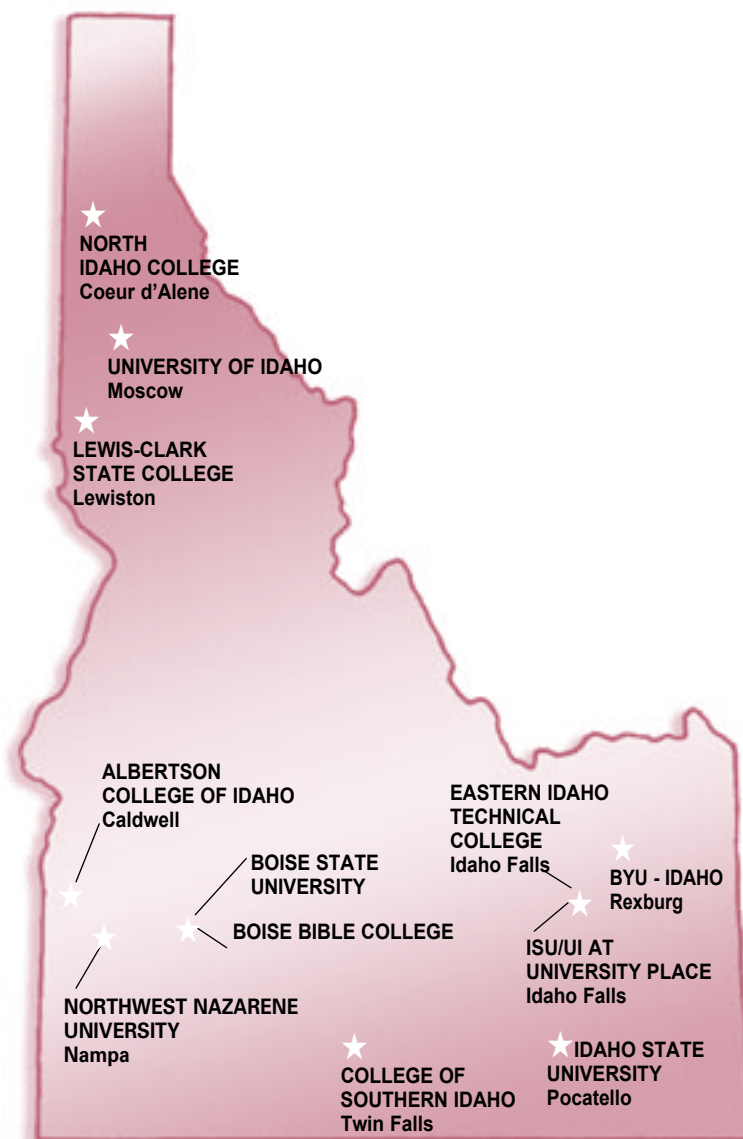 NORTH
IDAHO COLLEGE
Coeur d’Alene
UNIVERSITY OF IDAHO
Moscow
LEWIS-CLARK
STATE COLLEGE
Lewiston
ALBERTSON
COLLEGE OF IDAHO
Caldwell
BOISE STATE
UNIVERSITY
BOISE BIBLE COLLEGE
NORTHWEST NAZARENE
UNIVERSITY
Nampa
EASTERN IDAHO
TECHNICAL
COLLEGE
Idaho Falls
BYU - IDAHO
Rexburg
ISU/UI AT
UNIVERSITY PLACE
Idaho Falls
COLLEGE OF
SOUTHERN IDAHO
Twin Falls
IDAHO STATE
UNIVERSITY
Pocatello